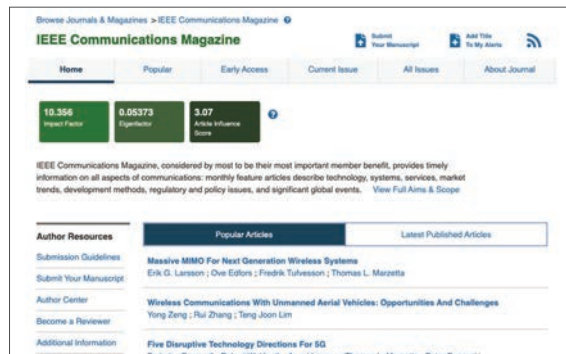 Browse Journals & Magazines > IEEE Communications Magazine
IEEE Communications Magazine
Submit Your Manuscript
Add Title To My Alerts
Home Popular Early Access Current Issue All Issues About Journal
10.356 Impact Factor
0.05373 Eigenfactor
3.07 Article Influence Score
IEEE Communications Magazine, considered by most to be their most important member benefit, provides timely
information on all aspects of communications: monthly feature articles describe technology, systems, services, market
trends, development methods, regulatory and policy issues, and significant global events. View Full Aims & Scope
Author Resources
Submission Guidelines
Submit Your Manuscript
Author Center
Become a Reviewer
Additional Information
Popular Articles Latest Published Articles
Massive MIMO For Next Generation Wireless Systems
Erik G. Larsson ; Ove Edfors ; Fredrik Tufvesson ; Thomas L. Marzetta
Wireless Communications With Unmanned Aerial Vehicles: Opportunities And Challenges
Yong Zeng ; Rui Zhang ; Teng Joon Lim
Five Disruptive Technology Directions For 5G